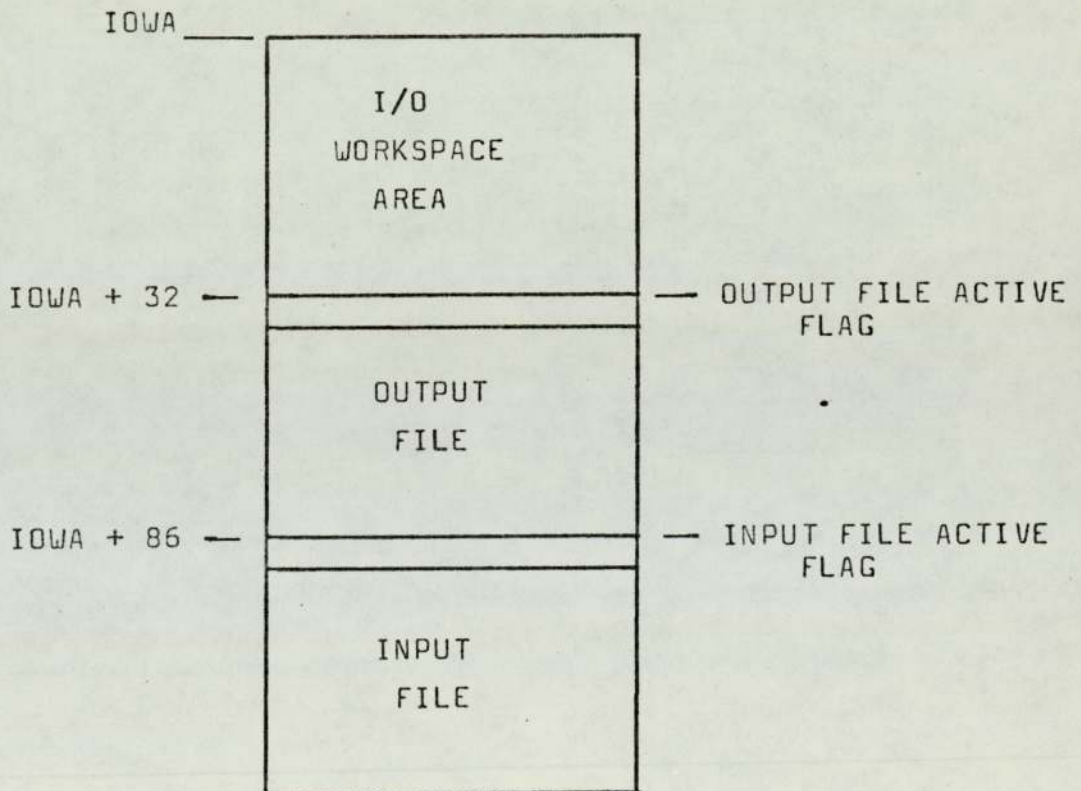 IOWA
I/O
WORKSPACE
AREA
IOWA + 32
OUTPUT FILE ACTIVE
FLAG
OUTPUT
FILE
IOWA + 86
INPUT FILE ACTIVE
FLAG
INPUT
FILE